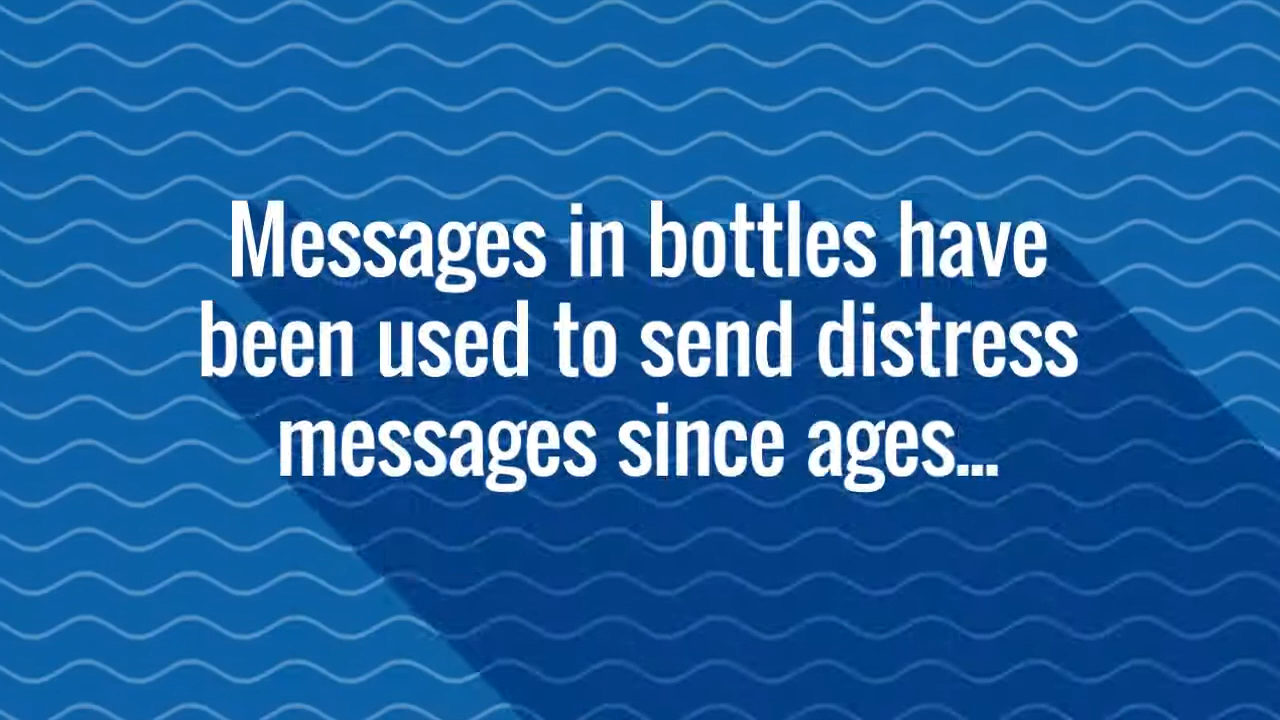 Messages in bottles have
been used to send distress
messages since ages...